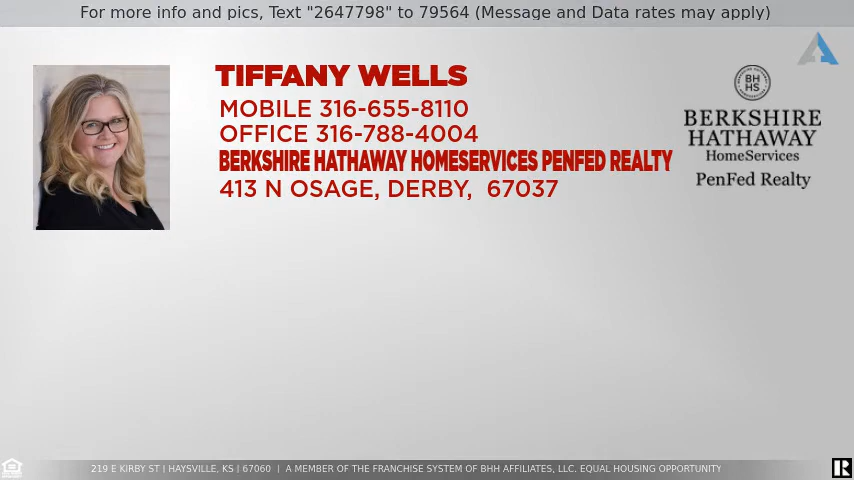 For more info and pics, Text "2647798" to 79564 (Message and Data rates may apply)
TIFFANY WELLS
MOBILE 316-655-8110
OFFICE 316-788-4004
BERKSHIRE HATHAWAY HOMESERVICES PENFED REALTY
413 N OSAGE, DERBY,  67037
BH
HS
BERKSHIRE
HATHAWAY
HomeServices
PenFed Realty
219 E KIRBY ST | HAYSVILLE, KS | 67060 | A MEMBER OF THE FRANCHISE SYSTEM OF BHH AFFILIATES, LLC. EQUAL HOUSING OPPORTUNITY